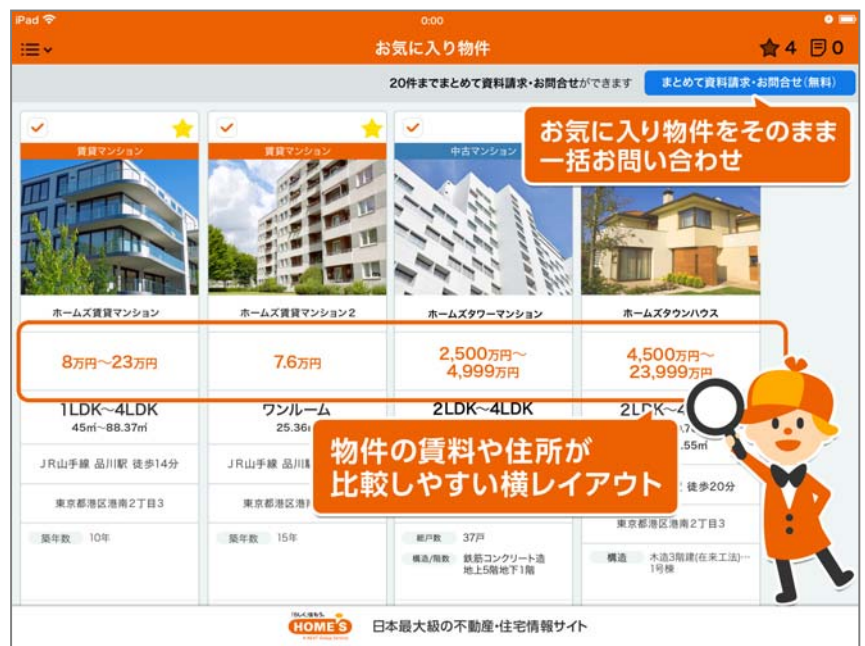 iPad
0:00
お気に入り物件
4
0
20件までまとめて資料請求・お問合せができます
まとめて資料請求・お問合せ(無料)
お気に入り物件をそのまま
一括お問い合わせ
賃貸マンション
賃貸マンション
中古マンション
ホームズ賃貸マンション
ホームズ賃貸マンション2
ホームズタワーマンション
ホームズタウンハウス
8万円～23万円
7.6万円
2,500万円～
4,999万円
4,500万円～
23,999万円
1LDK～4LDK
45㎡～88.37㎡
ワンルーム
25.36
2LDK～4LDK
2LDK～
.55㎡
物件の賃料や住所が
比較しやすい横レイアウト
JR山手線 品川駅 徒歩14分
JR山手線 品川
徒歩20分
東京都港区港南2丁目3
東京都港区港
東京都港区港南2丁目3
築年数 10年
築年数 15年
総戸数 37戸
構造/階数 鉄筋コンクリート造
地上5階地下1階
構造 木造3階建(在来工法)…
1号棟
HOME'S
日本最大級の不動産・住宅情報サイト